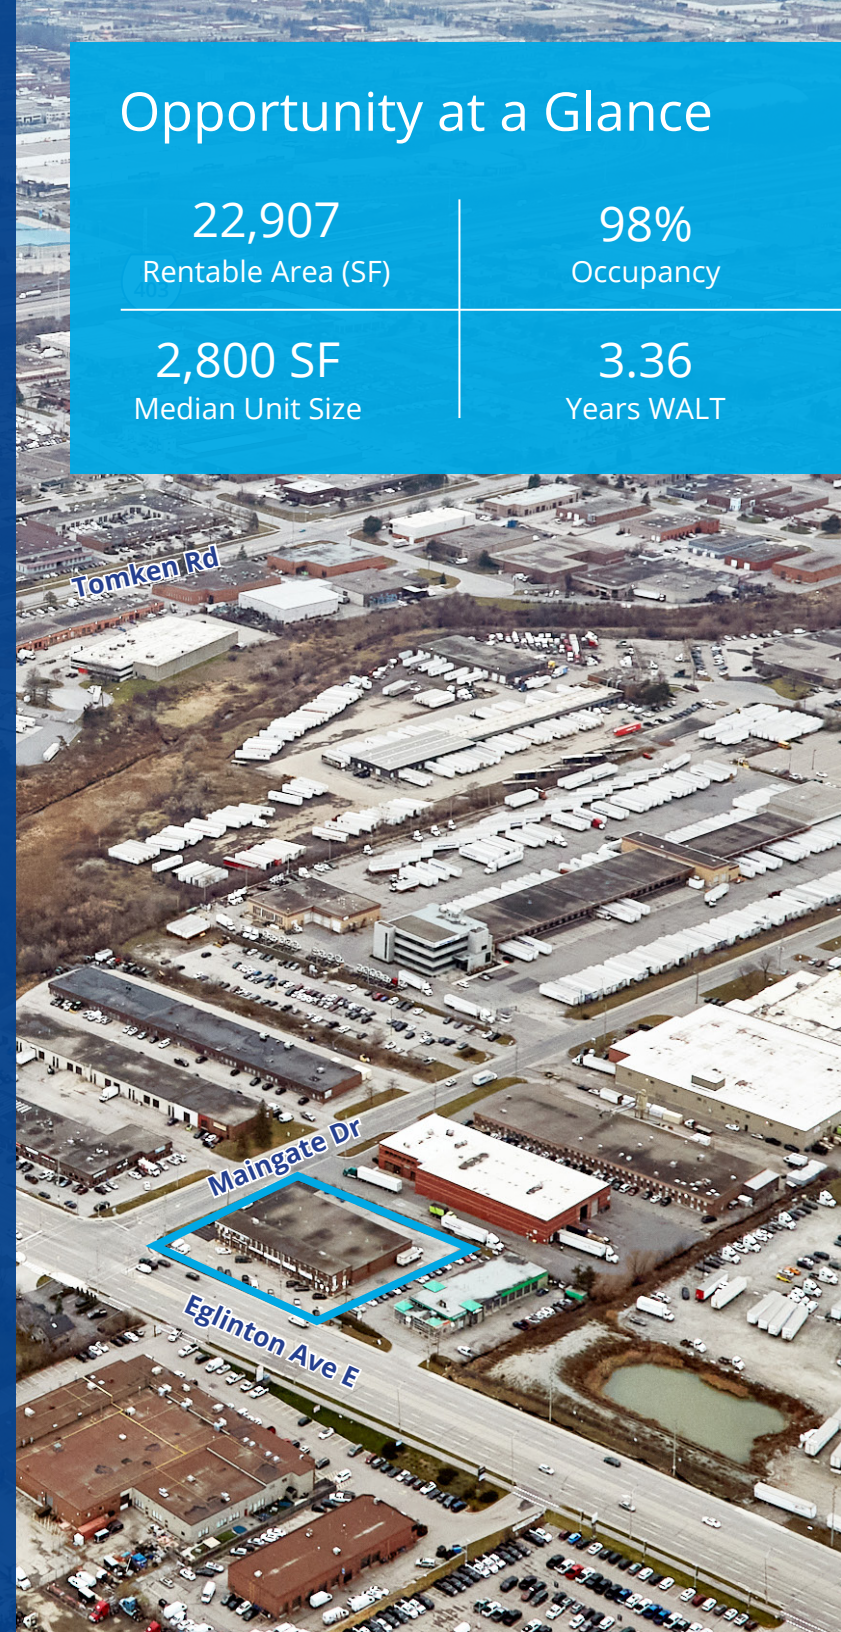 Opportunity at a Glance
22,907
Rentable Area (SF)
98%
Occupancy
403
2,800 SF
Median Unit Size
3.36
Years WALT
Tomken Rd
Maingate Dr
Eglinton Ave E